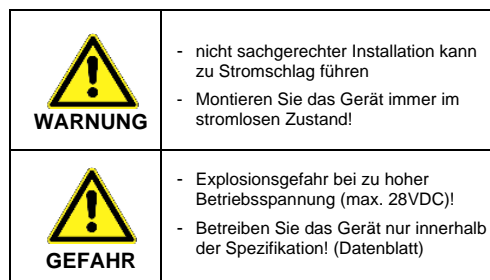 WARNUNG
- nicht sachgerechter Installation kann
zu Stromschlag führen
- Montieren Sie das Gerät immer im
stromlosen Zustand!
GEFAHR
- Explosionsgefahr bei zu hoher
Betriebsspannung (max. 28VDC)!
- Betreiben Sie das Gerät nur innerhalb
der Spezifikation! (Datenblatt)